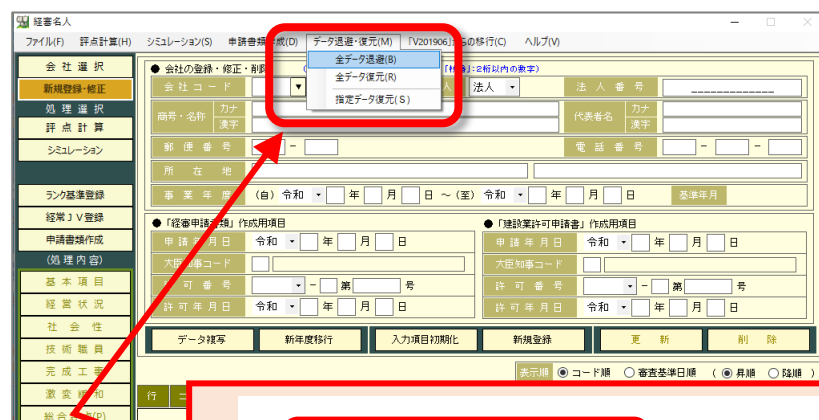 経審名人
ファイル(F) 評点計算(H) シミュレーション(S) 申請書類作成(D) データ退避・復元(M) 「V201906」からの移行(C) ヘルプ(V)
全データ退避(B)
全データ復元(R)
指定データ復元(S)
会社選択
新規登録・修正
処理選択
評点計算
シミュレーション
ランク基準登録
経常JV登録
申請書類作成
(処理内容)
基本項目
経営状況
社会性
技術職員
完成工
激変緩和
総合評点(P)
● 会社の登録・修正・削除 2桁以内の数字)
会社コード 人 法人 法人番号
商号・名称 カナ 漢字 代表者名 カナ 漢字
郵便番号 - 電話番号 - -
所在地
事業年度 (自) 令和 年 月 日 ~ (至) 令和 年 月 日 基準年月
●「経審申請書類」作成用項目 ●「建設業許可申請書」作成用項目
申請年月日 令和 年 月 日 申請年月日 令和 年 月 日
大臣知事コード 大臣知事コード
許可番号 - 第 号 許可番号 - 第 号
許可年月日 令和 年 月 日 許可年月日 令和 年 月 日
データ複写 新年度移行 入力項目初期化 新規登録 更新 削除
表示順 コード順 審査基準日順 ( 昇順 降順 )
行